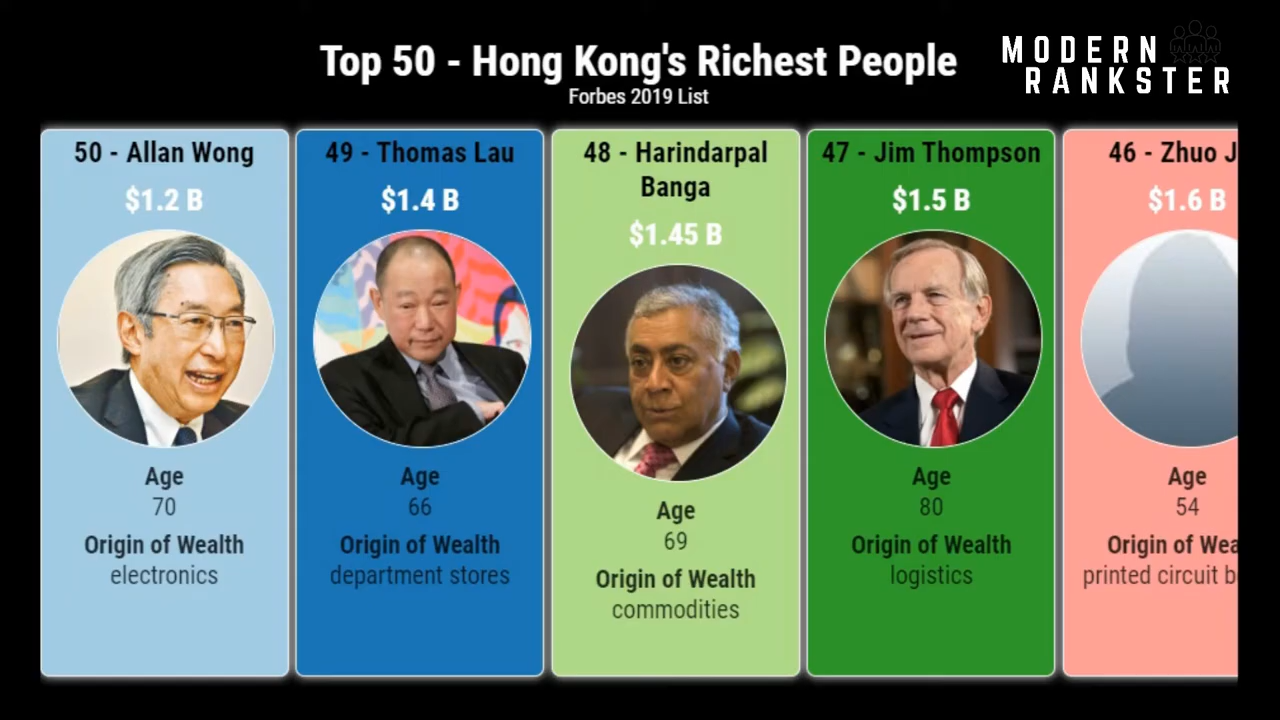 Top 50 - Hong Kong's Richest People
Forbes 2019 List
MODERN
RANKSTER
50 - Allan Wong
$1.2 B
Age
70
Origin of Wealth
electronics
49 - Thomas Lau
$1.4 B
Age
66
Origin of Wealth
department stores
48 - Harindarpal
Banga
$1.45 B
Age
69
Origin of Wealth
commodities
47 - Jim Thompson
$1.5 B
Age
80
Origin of Wealth
logistics
46 - Zhuo J
$1.6 B
Age
54
Origin of Wea
printed circuit b